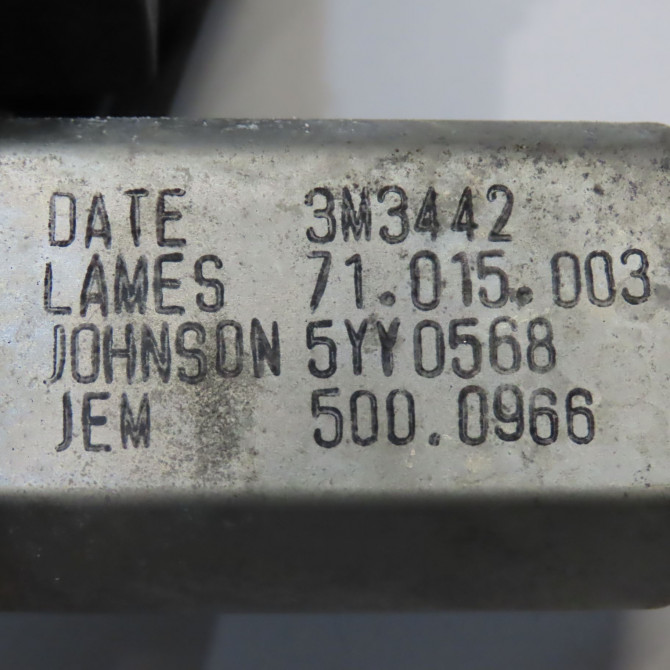 DATE 3M3442
LAMES 71.015.003
JOHNSON 5YY0568
JEM 500.0966